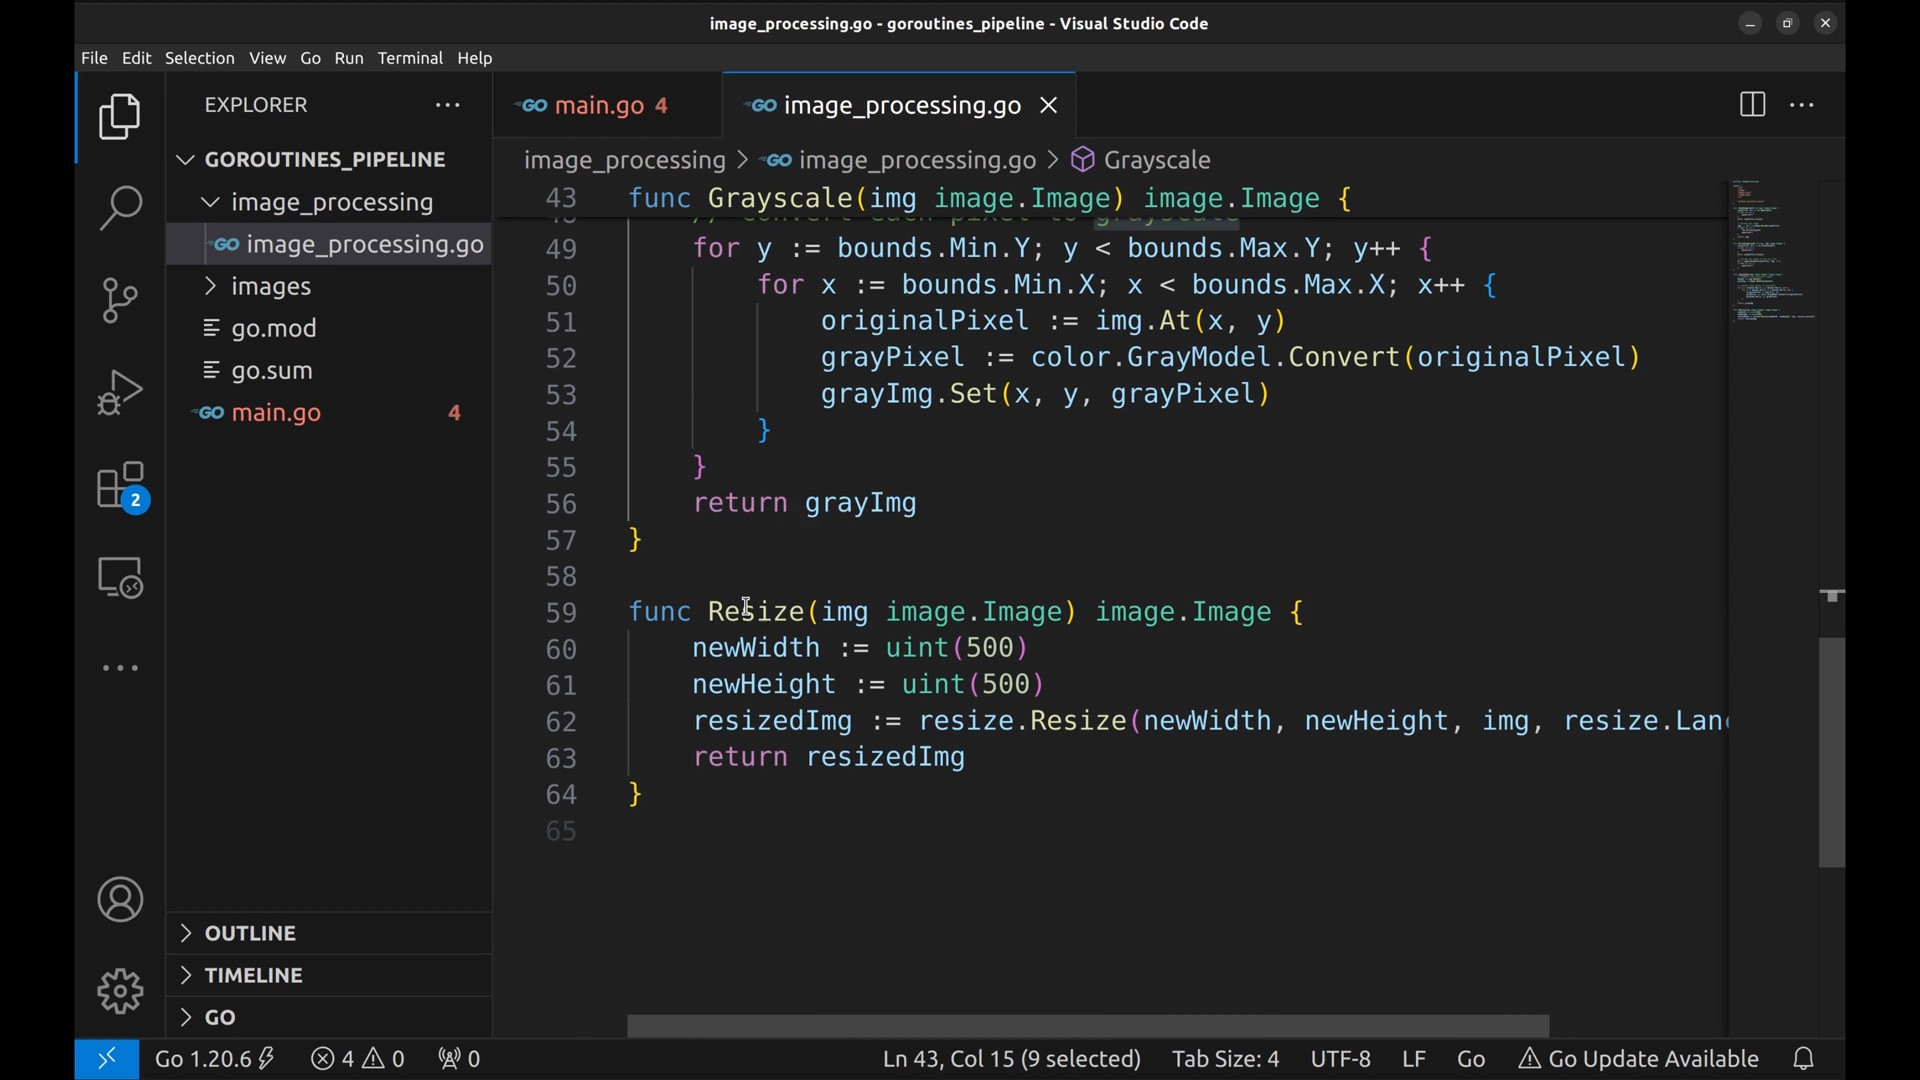 image_processing.go - goroutines_pipeline - Visual Studio Code
File Edit Selection View Go Run Terminal Help
EXPLORER
GOROUTINES_PIPELINE
image_processing
image_processing.go
images
go.mod
go.sum
main.go 4
2
OUTLINE
TIMELINE
GO
main.go 4 image_processing.go
image_processing > image_processing.go > Grayscale
43 func Grayscale(img image.Image) image.Image {
// Convert each pixel to grayscale
49 for y := bounds.Min.Y; y < bounds.Max.Y; y++ {
50 for x := bounds.Min.X; x < bounds.Max.X; x++ {
51 originalPixel := img.At(x, y)
52 grayPixel := color.GrayModel.Convert(originalPixel)
53 grayImg.Set(x, y, grayPixel)
54 }
55 }
56 return grayImg
57 }
58
59 func Resize(img image.Image) image.Image {
60 newWidth := uint(500)
61 newHeight := uint(500)
62 resizedImg := resize.Resize(newWidth, newHeight, img, resize.Lan
63 return resizedImg
64 }
65
Go 1.20.6 4 0 0 Ln 43, Col 15 (9 selected) Tab Size: 4 UTF-8 LF Go Go Update Available